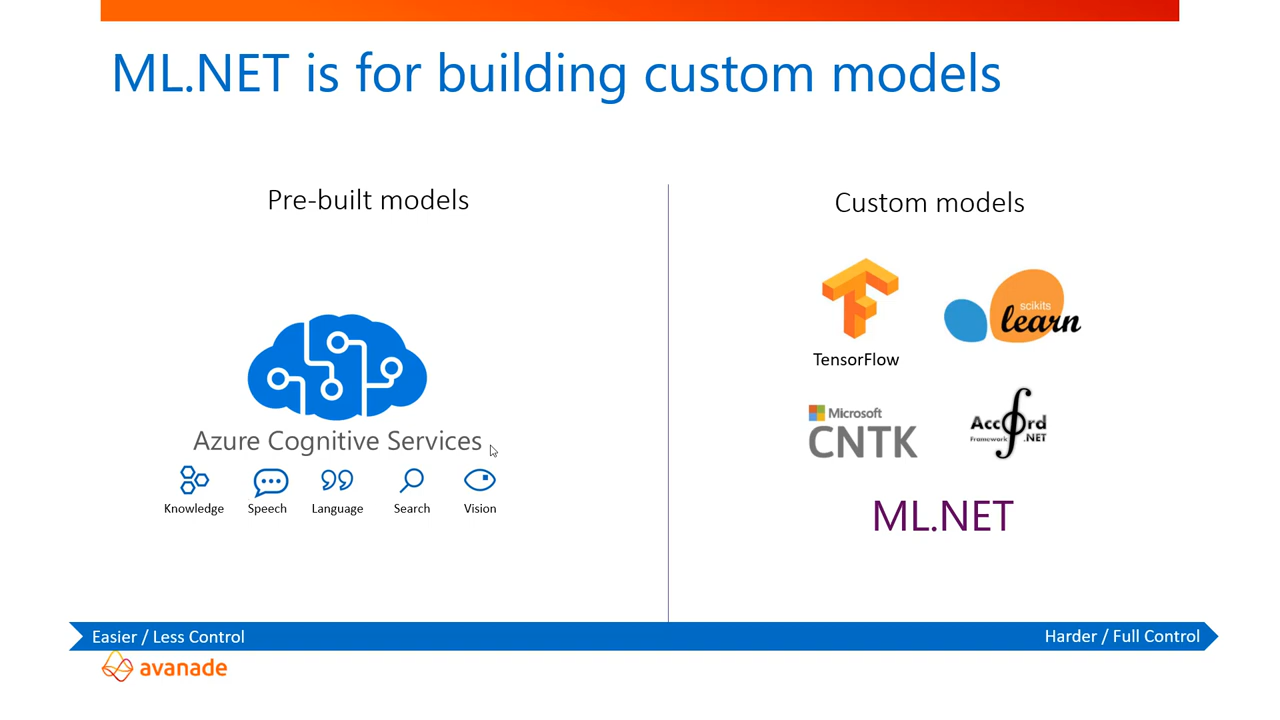 ML.NET is for building custom models
Pre-built models
Azure Cognitive Services
Knowledge
Speech
Language
Search
Vision
Custom models
TensorFlow
scikits
learn
Microsoft
CNTK
Accord
Framework .NET
ML.NET
Easier / Less Control
Harder / Full Control
avanade